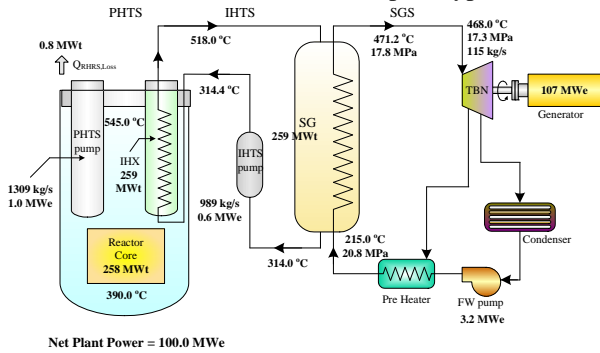 PHTS
IHTS
SGS
0.8 MWt
Q_RHRS,Loss
518.0 °C
314.4 °C
471.2 °C
17.8 MPa
468.0 °C
17.3 MPa
115 kg/s
TBN
107 MWe
Generator
545.0 °C
PHTS
pump
IHX
259
MWt
IHTS
pump
SG
259 MWt
1309 kg/s
1.0 MWe
989 kg/s
0.6 MWe
Reactor
Core
258 MWt
390.0 °C
314.0 °C
215.0 °C
20.8 MPa
Pre Heater
Condenser
FW pump
3.2 MWe
Net Plant Power = 100.0 MWe